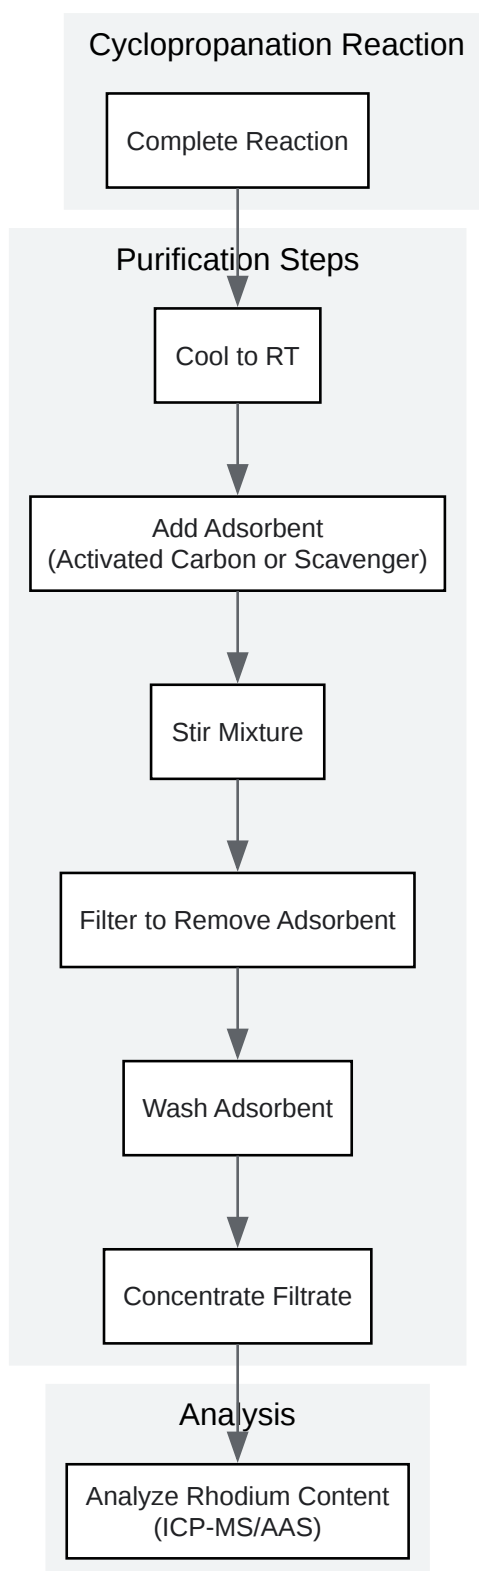 Cyclopropanation Reaction
Complete Reaction
Purification Steps
Cool to RT
Add Adsorbent
(Activated Carbon or Scavenger)
Stir Mixture
Filter to Remove Adsorbent
Wash Adsorbent
Concentrate Filtrate
Analysis
Analyze Rhodium Content
(ICP-MS/AAS)